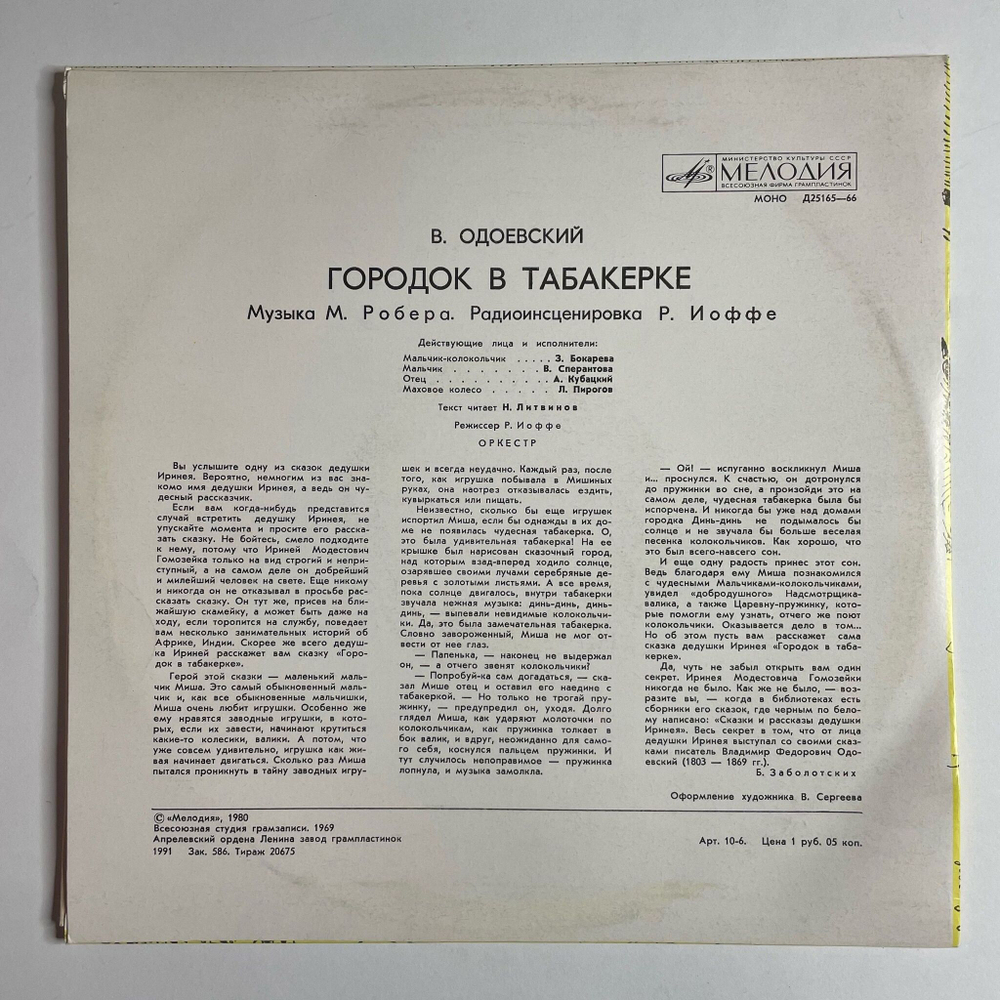 МИНИСТЕРСТВО КУЛЬТУРЫ СССР
МЕЛОДИЯ
ВСЕСОЮЗНАЯ ФИРМА ГРАМПЛАСТИНОК
МОНО Д25165—66
В. ОДОЕВСКИЙ
ГОРОДОК В ТАБАКЕРКЕ
Музыка М. Робера. Радиоинсценировка Р. Иоффе
Действующие лица и исполнители:
Мальчик-колокольчик . . . . . З. Бокарева
Мальчик . . . . . . . В. Сперантова
Отец . . . . . . . . . . А. Кубацкий
Маховое колесо . . . . . Л. Пирогов
Текст читает Н. Литвинов
Режиссер Р. Иоффе
ОРКЕСТР
Вы услышите одну из сказок дедушки
Иринея. Вероятно, немногим из вас зна-
комо имя дедушки Иринея, а ведь он чу-
десный рассказчик.
Если вам когда-нибудь представится
случай встретить дедушку Иринея, не
упускайте момента и просите его расска-
зать сказку. Не бойтесь, смело подходите
к нему, потому что Ириней Модестович
Гомозейка только на вид строгий и непри-
ступный, а на самом деле он добрейший
и милейший человек на свете. Еще никому
и никогда он не отказывал в просьбе рас-
сказать сказку. Он тут же, присев на бли-
жайшую скамейку, а может быть даже на
ходу, если торопится на службу, поведает
вам несколько занимательных историй об
Африке, Индии. Скорее же всего дедуш-
ка Ириней расскажет вам сказку «Горо-
док в табакерке».
Герой этой сказки — маленький маль-
чик Миша. Это самый обыкновенный маль-
чик и, как все обыкновенные мальчишки,
Миша очень любит игрушки. Особенно же
ему нравятся заводные игрушки, в кото-
рых, если их завести, начинают крутиться
какие-то колесики, валики. А потом, что
уже совсем удивительно, игрушка как жи-
вая начинает двигаться. Сколько раз Миша
пытался проникнуть в тайну заводных игру-
шек и всегда неудачно. Каждый раз, после
того, как игрушка побывала в Мишиных
руках, она наотрез отказывалась ездить,
кувыркаться или пищать.
Неизвестно, сколько бы еще игрушек
испортил Миша, если бы однажды в их до-
ме не появилась чудесная табакерка. О,
это была удивительная табакерка! На ее
крышке был нарисован сказочный город,
над которым взад-вперед ходило солнце,
озарявшее своими лучами серебряные де-
ревья с золотыми листьями. А все время,
пока солнце двигалось, внутри табакерки
звучала нежная музыка: динь-динь, динь-
динь, — выпевали невидимые колокольчи-
ки. Да, это была замечательная табакерка.
Словно завороженный, Миша не мог от-
вести от нее глаз.
— Папенька, — наконец не выдержал
он, — а отчего звенят колокольчики?
— Попробуй-ка сам догадаться, — ска-
зал Мише отец и оставил его наедине с
табакеркой. — Но только не трогай пру-
жинку, — предупредил он, уходя. Долго
глядел Миша, как ударяют молоточки по
колокольчикам, как пружинка толкает в
бок валик, и вдруг, неожиданно для само-
го себя, коснулся пальцем пружинки. И
тут случилось непоправимое — пружинка
лопнула, и музыка замолкла.
— Ой! — испуганно воскликнул Миша
и... проснулся. К счастью, он дотронулся
до пружинки во сне, а произойди это на
самом деле, чудесная табакерка была бы
испорчена. И никогда бы уже над домами
городка Динь-динь не подымалось бы
солнце и не звучала бы больше веселая
песенка колокольчиков. Как хорошо, что
это был всего-навсего сон.
И еще одну радость принес этот сон.
Ведь благодаря ему Миша познакомился
с чудесными Мальчиками-колокольчиками,
увидел «добродушного» Надсмотрщика-
валика, а также Царевну-пружинку, кото-
рые помогли ему узнать, отчего же поют
колокольчики. Оказывается дело в том...
Но об этом пусть вам расскажет сама
сказка дедушки Иринея «Городок в таба-
керке».
Да, чуть не забыл открыть вам один
секрет. Иринея Модестовича Гомозейки
никогда не было. Как же не было, — воз-
разите вы, — когда в библиотеках есть
сборники его сказок, где черным по бело-
му написано: «Сказки и рассказы дедушки
Иринея». Весь секрет в том, что от лица
дедушки Иринея выступал со своими сказ-
ками писатель Владимир Федорович Одо-
евский (1803 — 1869 гг.).
Б. Заболотских
Оформление художника В. Сергеева
© «Мелодия», 1980
Всесоюзная студия грамзаписи. 1969
Апрелевский ордена Ленина завод грампластинок
1991 Зак. 586. Тираж 20675
Арт. 10-6. Цена 1 руб. 05 коп.